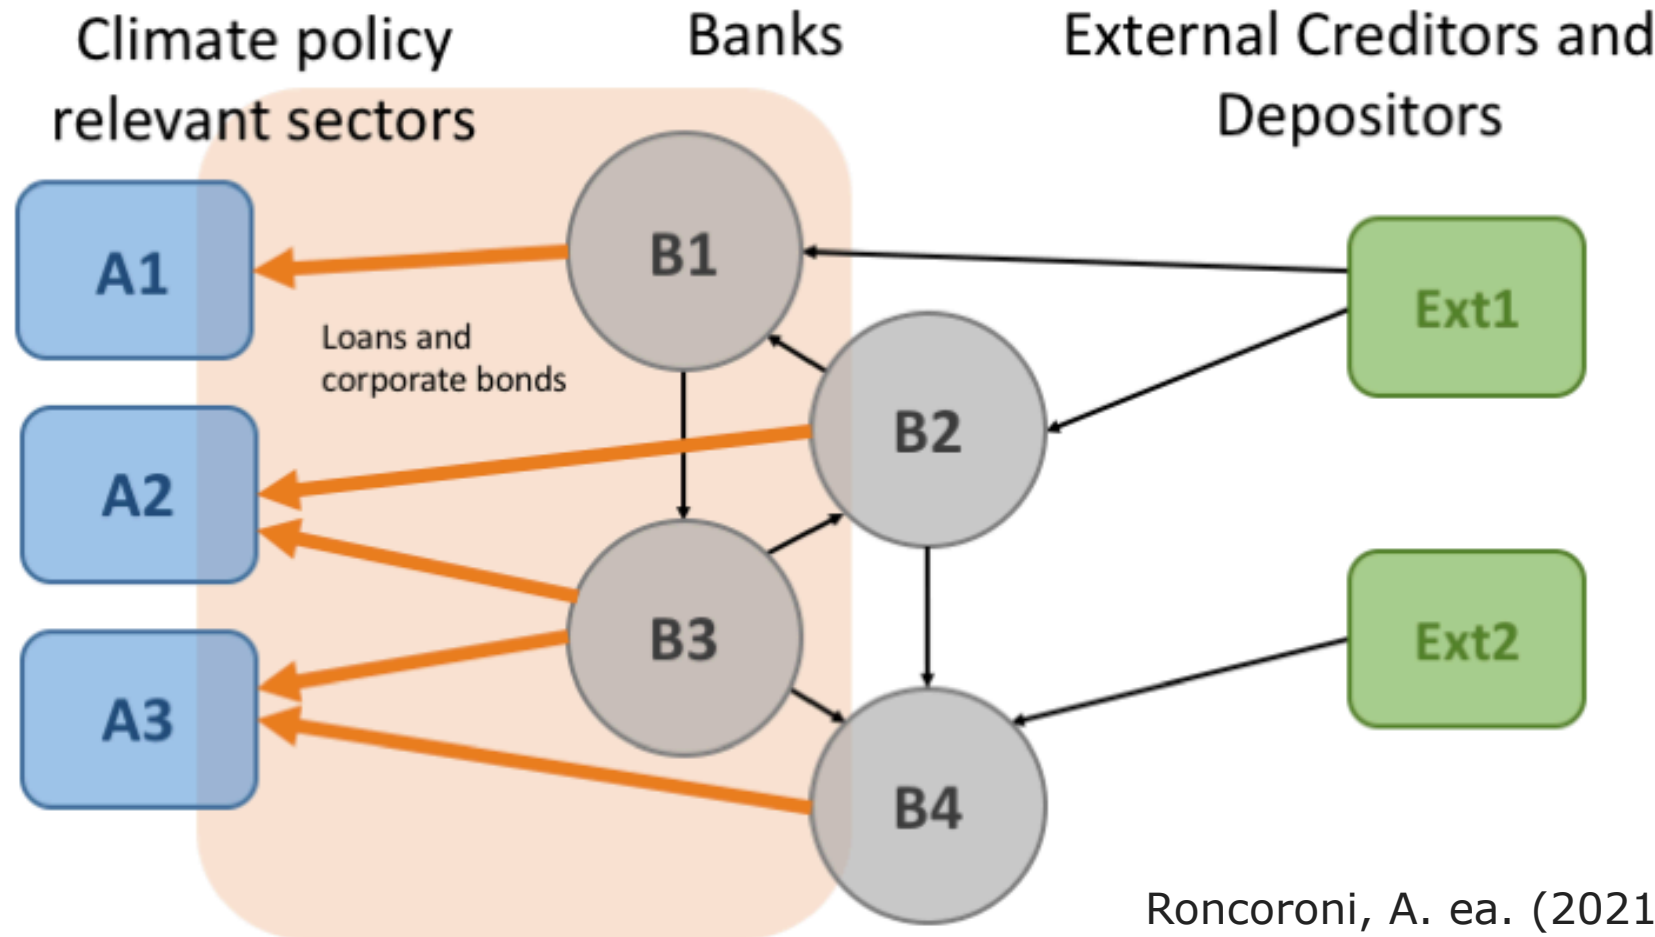 Climate policy
relevant sectors
Banks
External Creditors and
Depositors
A1
B1
Ext1
Loans and
corporate bonds
B2
A2
B3
Ext2
A3
B4
Roncoroni, A. ea. (2021